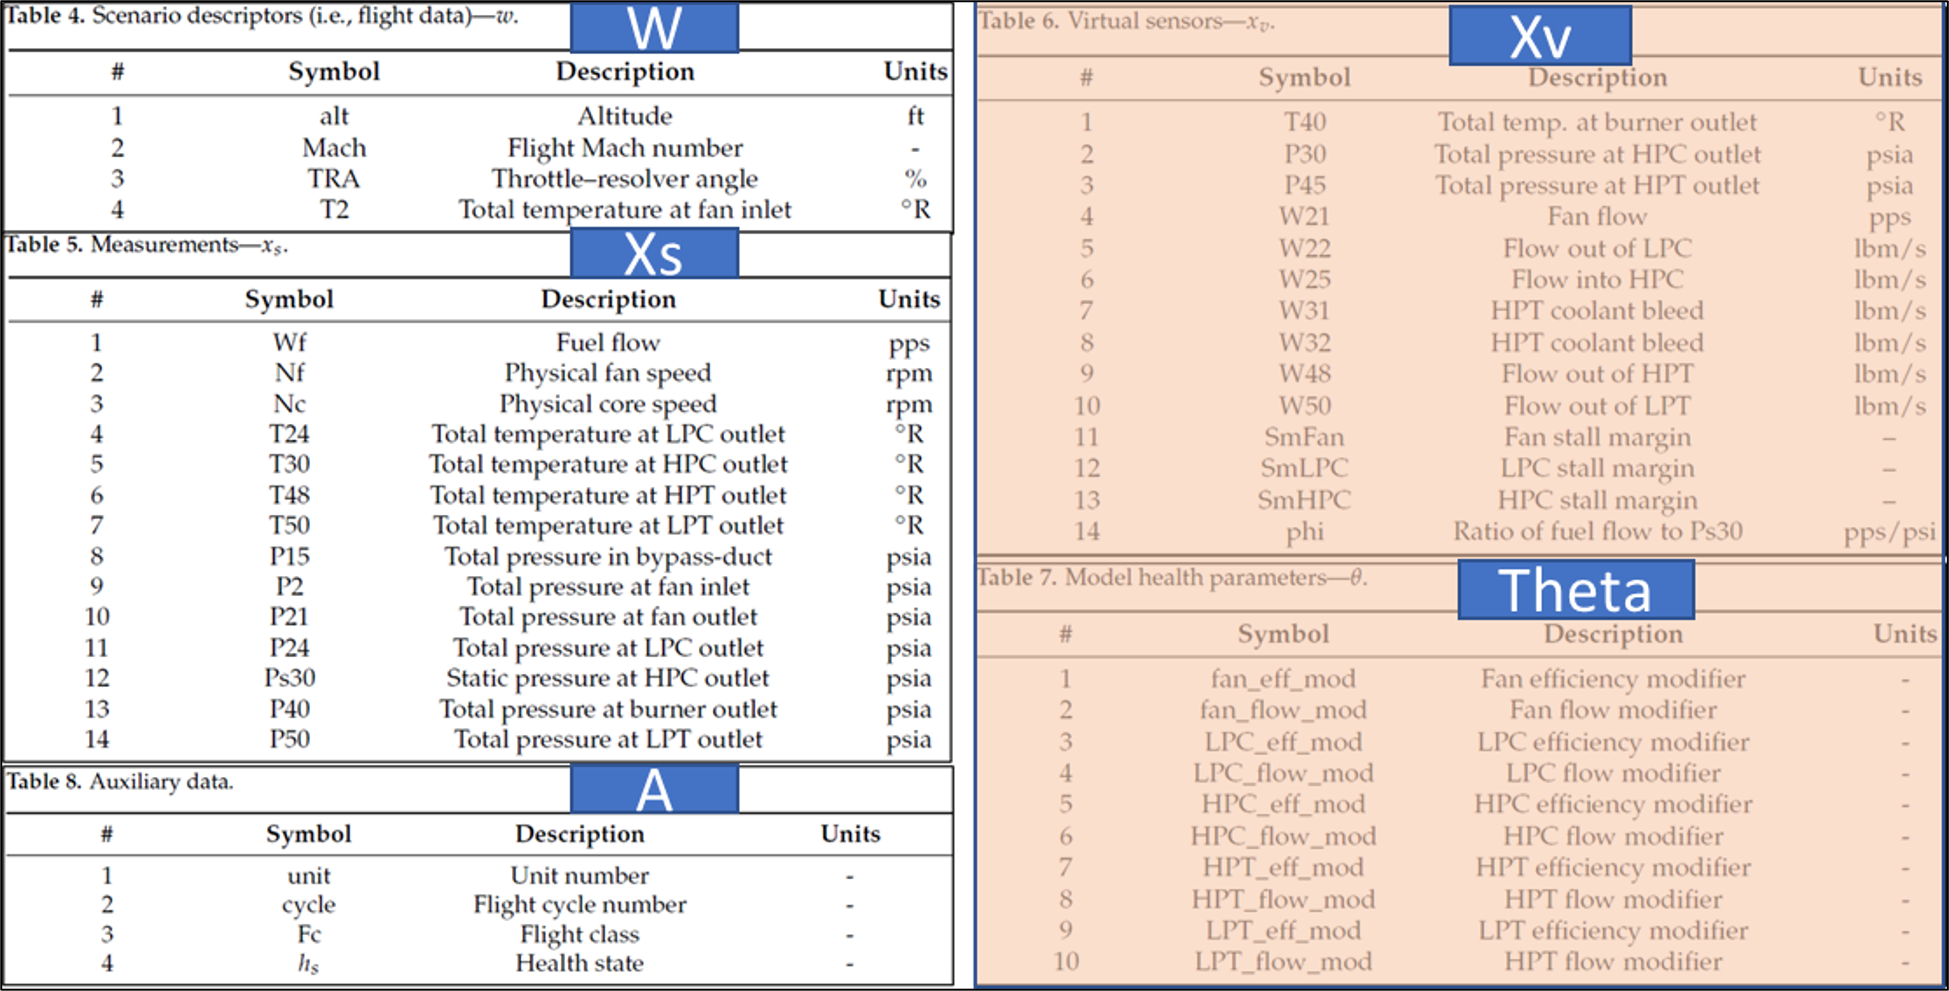 Table 4. Scenario descriptors (i.e., flight data)—w.
W
# Symbol Description Units
1 alt Altitude ft
2 Mach Flight Mach number -
3 TRA Throttle–resolver angle %
4 T2 Total temperature at fan inlet °R
Table 5. Measurements—xs.
Xs
# Symbol Description Units
1 Wf Fuel flow pps
2 Nf Physical fan speed rpm
3 Nc Physical core speed rpm
4 T24 Total temperature at LPC outlet °R
5 T30 Total temperature at HPC outlet °R
6 T48 Total temperature at HPT outlet °R
7 T50 Total temperature at LPT outlet °R
8 P15 Total pressure in bypass-duct psia
9 P2 Total pressure at fan inlet psia
10 P21 Total pressure at fan outlet psia
11 P24 Total pressure at LPC outlet psia
12 Ps30 Static pressure at HPC outlet psia
13 P40 Total pressure at burner outlet psia
14 P50 Total pressure at LPT outlet psia
Table 8. Auxiliary data.
A
# Symbol Description Units
1 unit Unit number -
2 cycle Flight cycle number -
3 Fc Flight class -
4 hs Health state -
Table 6. Virtual sensors—xv.
Xv
# Symbol Description Units
1 T40 Total temp. at burner outlet °R
2 P30 Total pressure at HPC outlet psia
3 P45 Total pressure at HPT outlet psia
4 W21 Fan flow pps
5 W22 Flow out of LPC lbm/s
6 W25 Flow into HPC lbm/s
7 W31 HPT coolant bleed lbm/s
8 W32 HPT coolant bleed lbm/s
9 W48 Flow out of HPT lbm/s
10 W50 Flow out of LPT lbm/s
11 SmFan Fan stall margin –
12 SmLPC LPC stall margin –
13 SmHPC HPC stall margin –
14 phi Ratio of fuel flow to Ps30 pps/psi
Table 7. Model health parameters—θ.
Theta
# Symbol Description Units
1 fan_eff_mod Fan efficiency modifier -
2 fan_flow_mod Fan flow modifier -
3 LPC_eff_mod LPC efficiency modifier -
4 LPC_flow_mod LPC flow modifier -
5 HPC_eff_mod HPC efficiency modifier -
6 HPC_flow_mod HPC flow modifier -
7 HPT_eff_mod HPT efficiency modifier -
8 HPT_flow_mod HPT flow modifier -
9 LPT_eff_mod LPT efficiency modifier -
10 LPT_flow_mod HPT flow modifier -